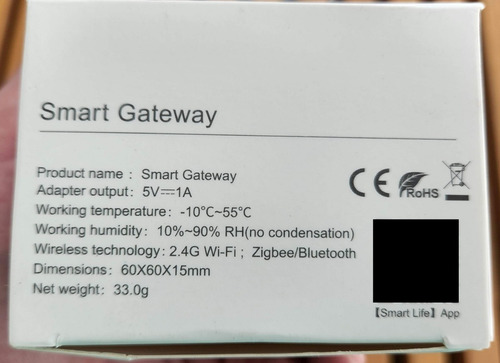 Smart Gateway
Product name : Smart Gateway
Adapter output: 5V⎓1A
Working temperature: -10℃~55℃
Working humidity: 10%~90% RH(no condensation)
Wireless technology: 2.4G Wi-Fi ; Zigbee/Bluetooth
Dimensions: 60X60X15mm
Net weight: 33.0g
CE RoHS
【Smart Life】App